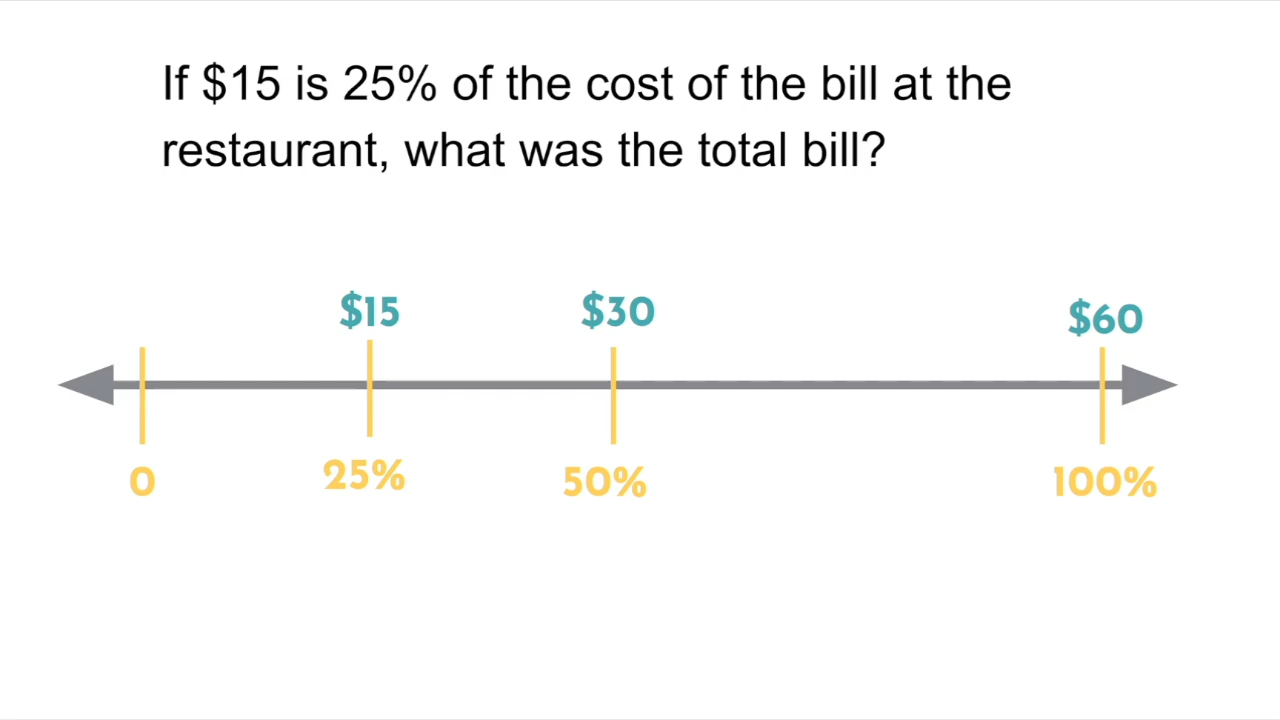 If $15 is 25% of the cost of the bill at the
restaurant, what was the total bill?
$15 $30 $60
0 25% 50% 100%